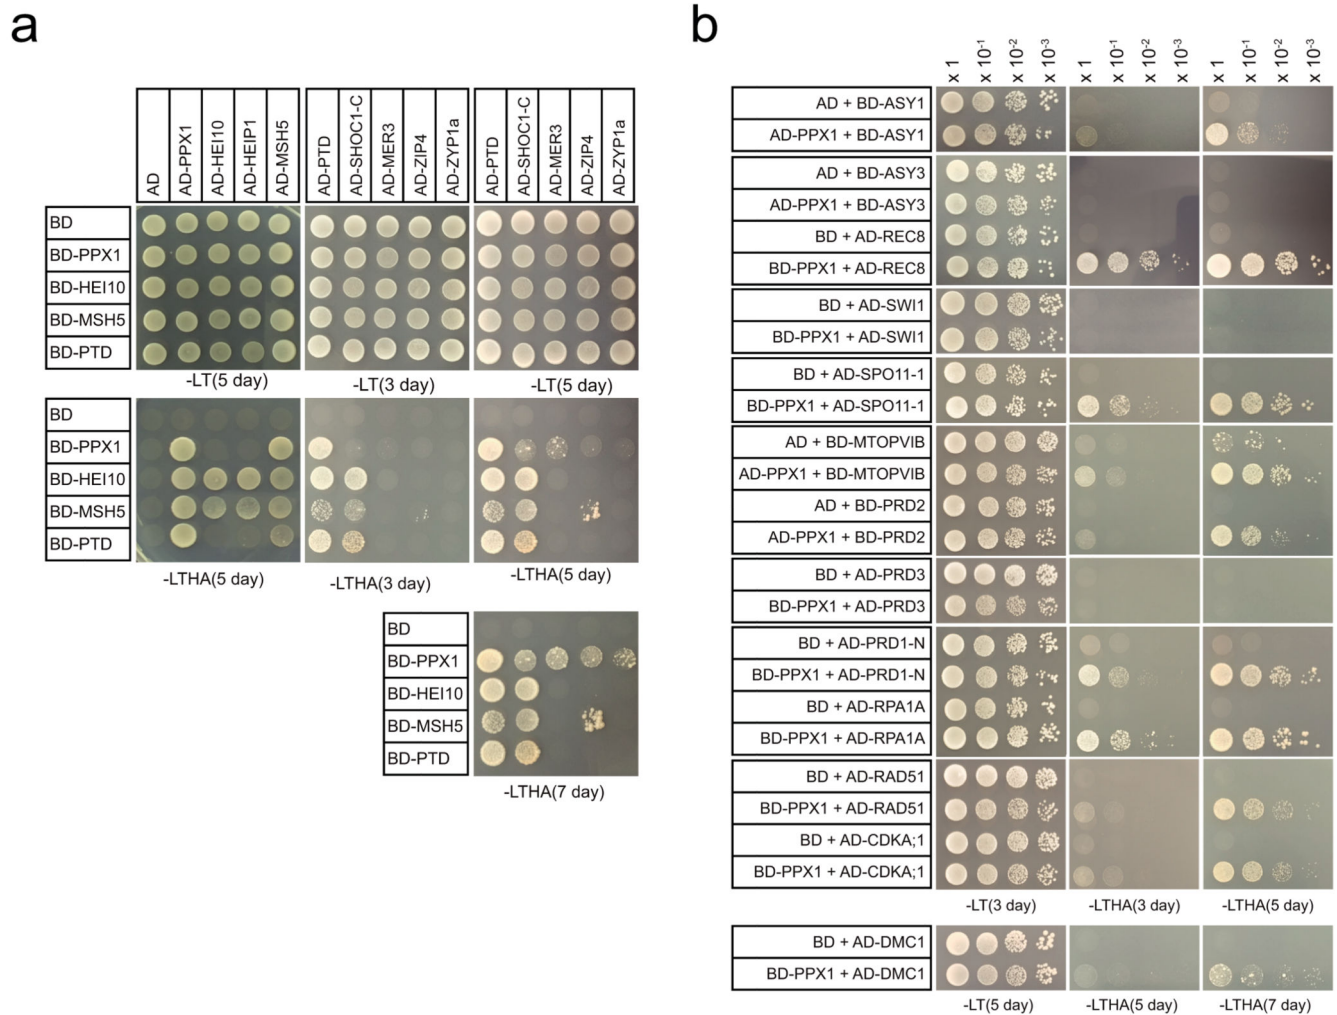 a
AD
AD-PPX1
AD-HEI10
AD-HEIP1
AD-MSH5
AD-PTD
AD-SHOC1-C
AD-MER3
AD-ZIP4
AD-ZYP1a
AD-PTD
AD-SHOC1-C
AD-MER3
AD-ZIP4
AD-ZYP1a
BD
BD-PPX1
BD-HEI10
BD-MSH5
BD-PTD
-LT(5 day)
-LT(3 day)
-LT(5 day)
BD
BD-PPX1
BD-HEI10
BD-MSH5
BD-PTD
-LTHA(5 day)
-LTHA(3 day)
-LTHA(5 day)
BD
BD-PPX1
BD-HEI10
BD-MSH5
BD-PTD
-LTHA(7 day)
b
x 1
x 10⁻¹
x 10⁻²
x 10⁻³
x 1
x 10⁻¹
x 10⁻²
x 10⁻³
x 1
x 10⁻¹
x 10⁻²
x 10⁻³
AD + BD-ASY1
AD-PPX1 + BD-ASY1
AD + BD-ASY3
AD-PPX1 + BD-ASY3
BD + AD-REC8
BD-PPX1 + AD-REC8
BD + AD-SWI1
BD-PPX1 + AD-SWI1
BD + AD-SPO11-1
BD-PPX1 + AD-SPO11-1
AD + BD-MTOPVIB
AD-PPX1 + BD-MTOPVIB
AD + BD-PRD2
AD-PPX1 + BD-PRD2
BD + AD-PRD3
BD-PPX1 + AD-PRD3
BD + AD-PRD1-N
BD-PPX1 + AD-PRD1-N
BD + AD-RPA1A
BD-PPX1 + AD-RPA1A
BD + AD-RAD51
BD-PPX1 + AD-RAD51
BD + AD-CDKA;1
BD-PPX1 + AD-CDKA;1
-LT(3 day)
-LTHA(3 day)
-LTHA(5 day)
BD + AD-DMC1
BD-PPX1 + AD-DMC1
-LT(5 day)
-LTHA(5 day)
-LTHA(7 day)